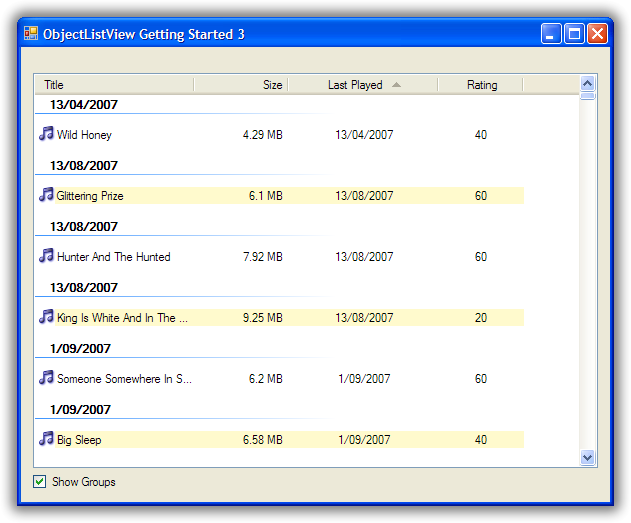 ObjectListView Getting Started 3
Title Size Last Played Rating
13/04/2007
Wild Honey 4.29 MB 13/04/2007 40
13/08/2007
Glittering Prize 6.1 MB 13/08/2007 60
13/08/2007
Hunter And The Hunted 7.92 MB 13/08/2007 60
13/08/2007
King Is White And In The ... 9.25 MB 13/08/2007 20
1/09/2007
Someone Somewhere In S... 6.2 MB 1/09/2007 60
1/09/2007
Big Sleep 6.58 MB 1/09/2007 40
Show Groups